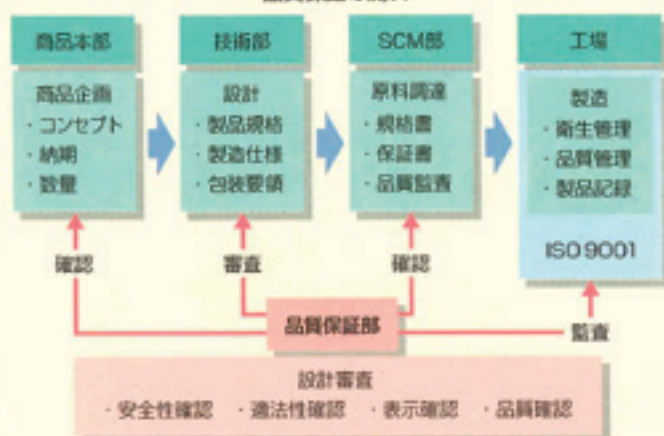 商品本部
技術部
SCM部
工場
商品企画
・コンセプト
・納期
・数量
設計
・製品規格
・製造仕様
・包装要領
原料調達
・規格書
・保証書
・品質監査
製造
・衛生管理
・品質管理
・製品記録
ISO 9001
確認
審査
確認
監査
品質保証部
設計審査
・安全性確認 ・適法性確認 ・表示確認 ・品質確認